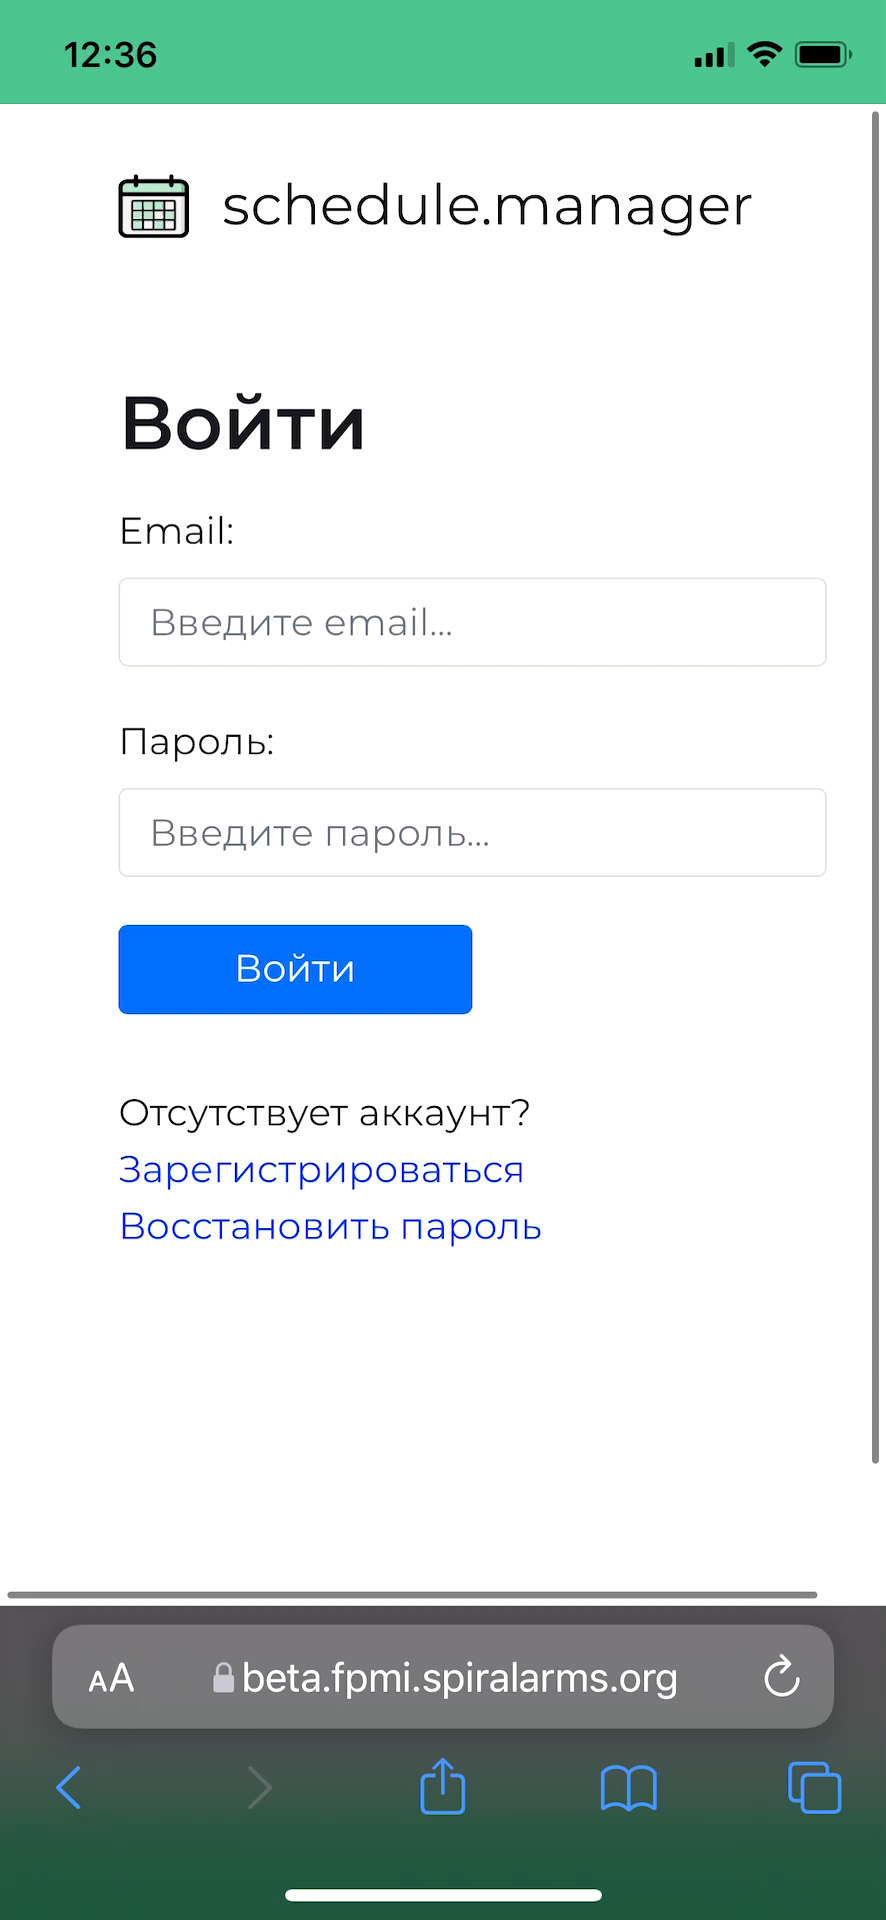 12:36
schedule.manager
Войти
Email:
Введите email...
Пароль:
Введите пароль...
Войти
Отсутствует аккаунт?
Зарегистрироваться
Восстановить пароль
AA beta.fpmi.spiralarms.org